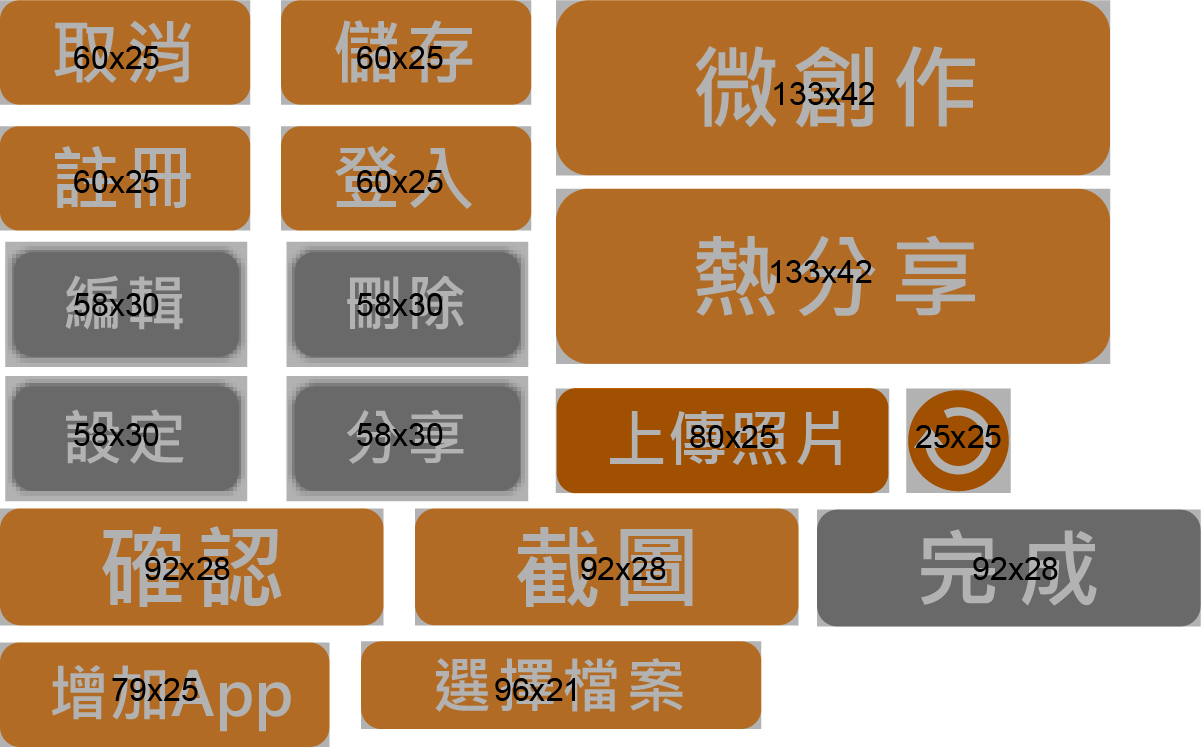 取消
60x25
儲存
60x25
微創作
133x42
註冊
60x25
登入
60x25
熱分享
133x42
編輯
58x30
刪除
58x30
設定
58x30
分享
58x30
上傳照片
80x25
25x25
確認
92x28
截圖
92x28
完成
92x28
增加App
79x25
選擇檔案
96x21